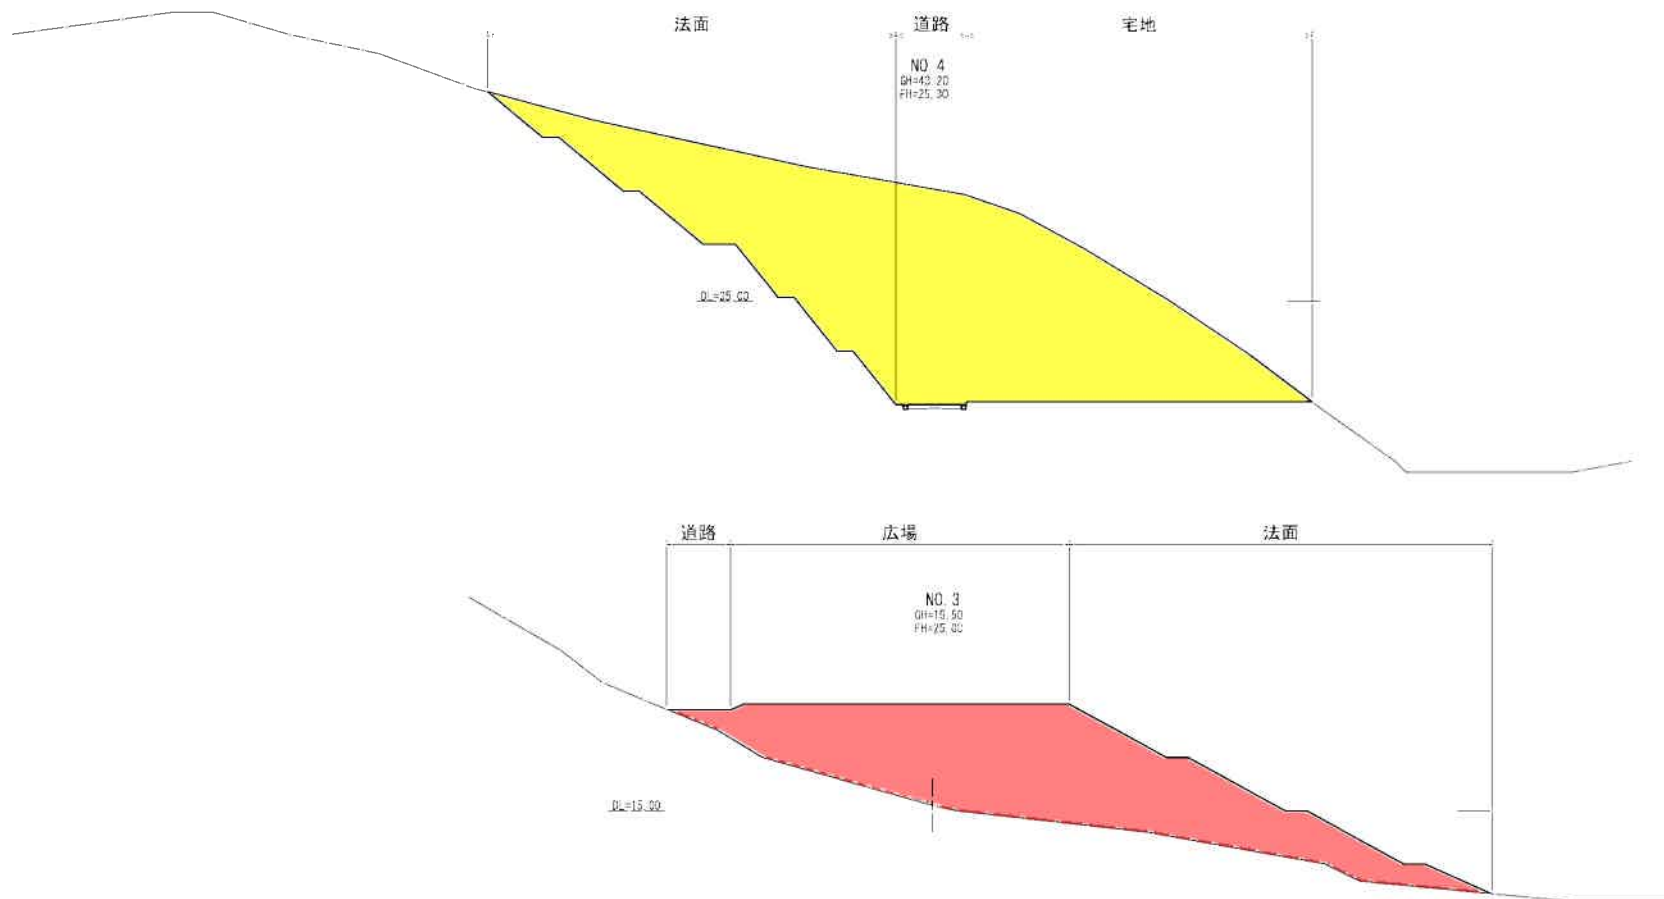 法面 道路 宅地
NO. 4
GH=43.20
FH=25.30
DL=35.00
道路 広場 法面
NO. 3
GH=15.50
FH=25.00
DL=15.00